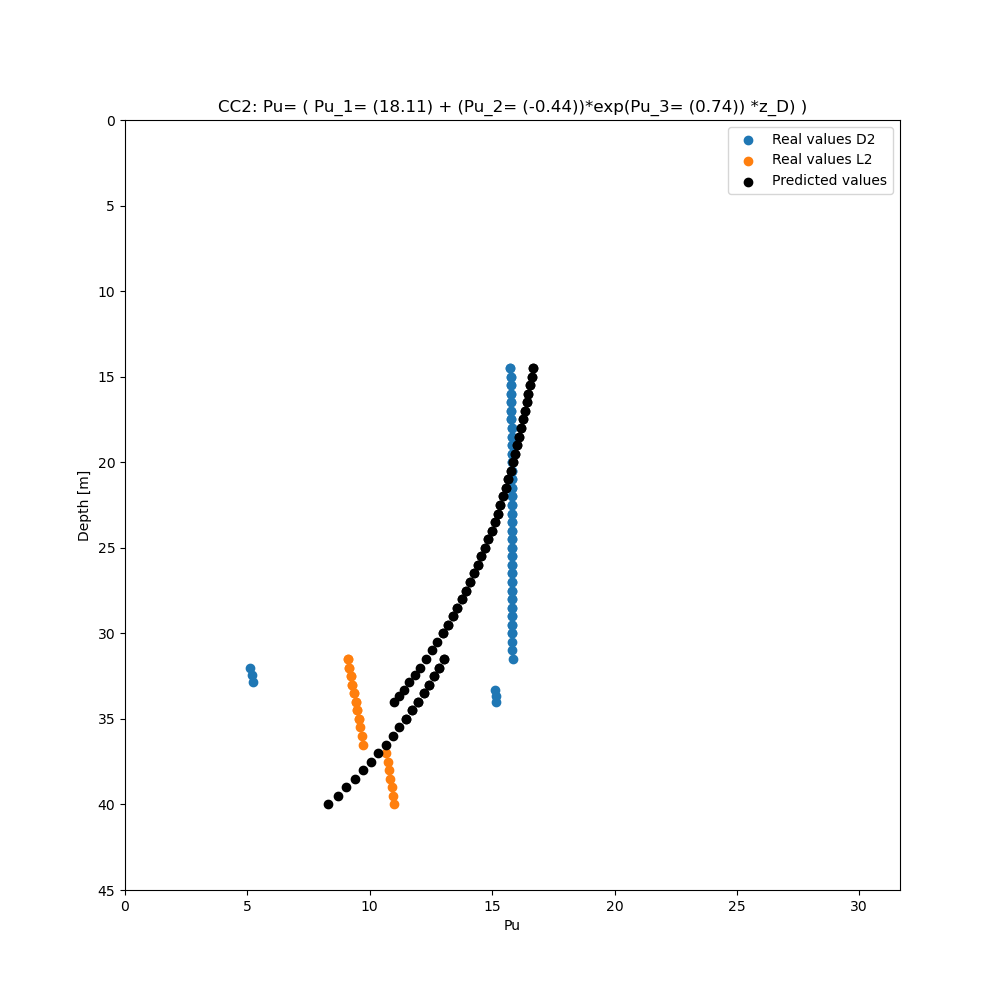 CC2: Pu= ( Pu_1= (18.11) + (Pu_2= (-0.44))*exp(Pu_3= (0.74)) *z_D) )
Real values D2
Real values L2
Predicted values
0
5
10
15
20
25
30
35
40
45
Depth [m]
0 5 10 15 20 25 30
Pu